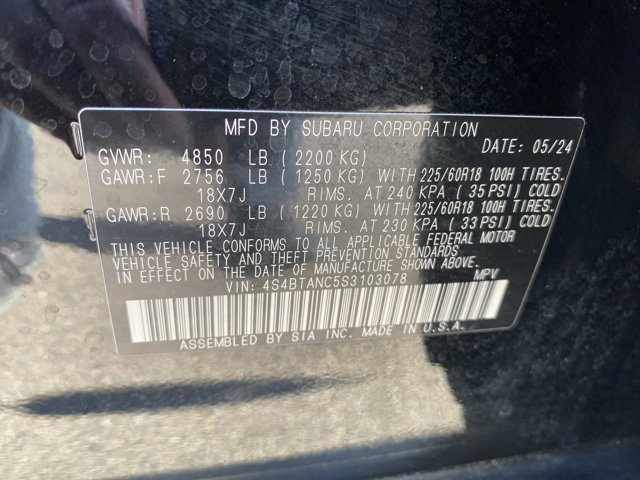 MFD BY SUBARU CORPORATION
DATE: 05/24
GVWR: 4850 LB (2200 KG)
GAWR:F 2756 LB (1250 KG) WITH 225/60R18 100H TIRES.
18X7J RIMS. AT 240 KPA (35 PSI) COLD
GAWR:R 2690 LB (1220 KG) WITH 225/60R18 100H TIRES.
18X7J RIMS. AT 230 KPA (33 PSI) COLD
THIS VEHICLE CONFORMS TO ALL APPLICABLE FEDERAL MOTOR
VEHICLE SAFETY AND THEFT PREVENTION STANDARDS
IN EFFECT ON THE DATE OF MANUFACTURE SHOWN ABOVE.
VIN: 4S4BTANC5S3103078 MPV
ASSEMBLED BY SIA INC. MADE IN U.S.A.